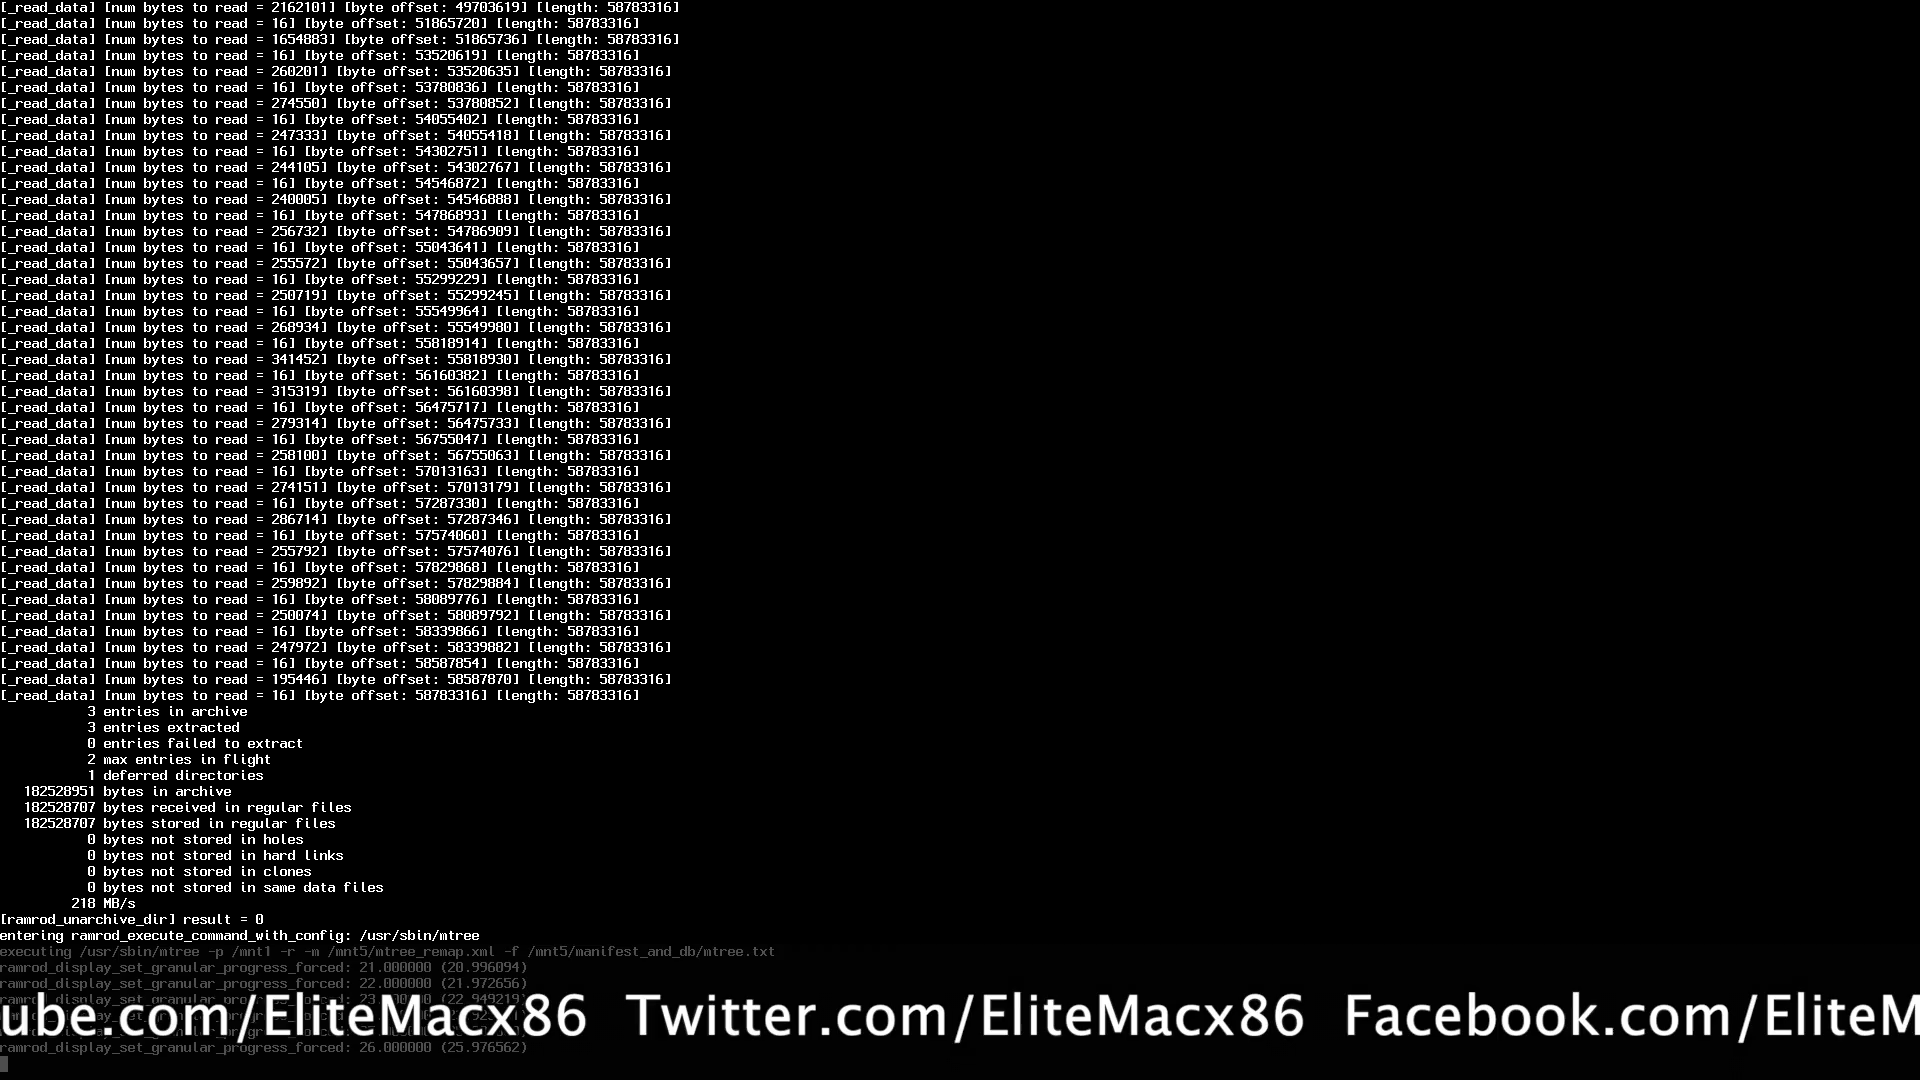 [_read_data] [num bytes to read = 2162101] [byte offset: 49703619] [length: 58783316]
[_read_data] [num bytes to read = 16] [byte offset: 51865720] [length: 58783316]
[_read_data] [num bytes to read = 1654883] [byte offset: 51865736] [length: 58783316]
[_read_data] [num bytes to read = 16] [byte offset: 53520619] [length: 58783316]
[_read_data] [num bytes to read = 260201] [byte offset: 53520635] [length: 58783316]
[_read_data] [num bytes to read = 16] [byte offset: 53780836] [length: 58783316]
[_read_data] [num bytes to read = 274550] [byte offset: 53780852] [length: 58783316]
[_read_data] [num bytes to read = 16] [byte offset: 54055402] [length: 58783316]
[_read_data] [num bytes to read = 247333] [byte offset: 54055418] [length: 58783316]
[_read_data] [num bytes to read = 16] [byte offset: 54302751] [length: 58783316]
[_read_data] [num bytes to read = 244105] [byte offset: 54302767] [length: 58783316]
[_read_data] [num bytes to read = 16] [byte offset: 54546872] [length: 58783316]
[_read_data] [num bytes to read = 240005] [byte offset: 54546888] [length: 58783316]
[_read_data] [num bytes to read = 16] [byte offset: 54786893] [length: 58783316]
[_read_data] [num bytes to read = 256732] [byte offset: 54786909] [length: 58783316]
[_read_data] [num bytes to read = 16] [byte offset: 55043641] [length: 58783316]
[_read_data] [num bytes to read = 255572] [byte offset: 55043657] [length: 58783316]
[_read_data] [num bytes to read = 16] [byte offset: 55299229] [length: 58783316]
[_read_data] [num bytes to read = 250719] [byte offset: 55299245] [length: 58783316]
[_read_data] [num bytes to read = 16] [byte offset: 55549964] [length: 58783316]
[_read_data] [num bytes to read = 268934] [byte offset: 55549980] [length: 58783316]
[_read_data] [num bytes to read = 16] [byte offset: 55818914] [length: 58783316]
[_read_data] [num bytes to read = 341452] [byte offset: 55818930] [length: 58783316]
[_read_data] [num bytes to read = 16] [byte offset: 56160382] [length: 58783316]
[_read_data] [num bytes to read = 315319] [byte offset: 56160398] [length: 58783316]
[_read_data] [num bytes to read = 16] [byte offset: 56475717] [length: 58783316]
[_read_data] [num bytes to read = 279314] [byte offset: 56475733] [length: 58783316]
[_read_data] [num bytes to read = 16] [byte offset: 56755047] [length: 58783316]
[_read_data] [num bytes to read = 258100] [byte offset: 56755063] [length: 58783316]
[_read_data] [num bytes to read = 16] [byte offset: 57013163] [length: 58783316]
[_read_data] [num bytes to read = 274151] [byte offset: 57013179] [length: 58783316]
[_read_data] [num bytes to read = 16] [byte offset: 57287330] [length: 58783316]
[_read_data] [num bytes to read = 286714] [byte offset: 57287346] [length: 58783316]
[_read_data] [num bytes to read = 16] [byte offset: 57574060] [length: 58783316]
[_read_data] [num bytes to read = 255792] [byte offset: 57574076] [length: 58783316]
[_read_data] [num bytes to read = 16] [byte offset: 57829868] [length: 58783316]
[_read_data] [num bytes to read = 259892] [byte offset: 57829884] [length: 58783316]
[_read_data] [num bytes to read = 16] [byte offset: 58089776] [length: 58783316]
[_read_data] [num bytes to read = 250074] [byte offset: 58089792] [length: 58783316]
[_read_data] [num bytes to read = 16] [byte offset: 58339866] [length: 58783316]
[_read_data] [num bytes to read = 247972] [byte offset: 58339882] [length: 58783316]
[_read_data] [num bytes to read = 16] [byte offset: 58587854] [length: 58783316]
[_read_data] [num bytes to read = 195446] [byte offset: 58587870] [length: 58783316]
[_read_data] [num bytes to read = 16] [byte offset: 58783316] [length: 58783316]
3 entries in archive
3 entries extracted
0 entries failed to extract
2 max entries in flight
1 deferred directories
182528951 bytes in archive
182528707 bytes received in regular files
182528707 bytes stored in regular files
0 bytes not stored in holes
0 bytes not stored in hard links
0 bytes not stored in clones
0 bytes not stored in same data files
218 MB/s
[ramrod_unarchive_dir] result = 0
entering ramrod_execute_command_with_config: /usr/sbin/mtree
executing /usr/sbin/mtree -p /mnt1 -r -m /mnt5/mtree_remap.xml -f /mnt5/manifest_and_db/mtree.txt
ramrod_display_set_granular_progress_forced: 21.000000 (20.996094)
ramrod_display_set_granular_progress_forced: 22.000000 (21.972656)
ube.com/EliteMacx86 Twitter.com/EliteMacx86 Facebook.com/EliteM
ramrod_display_set_granular_progress_forced: 26.000000 (25.976562)